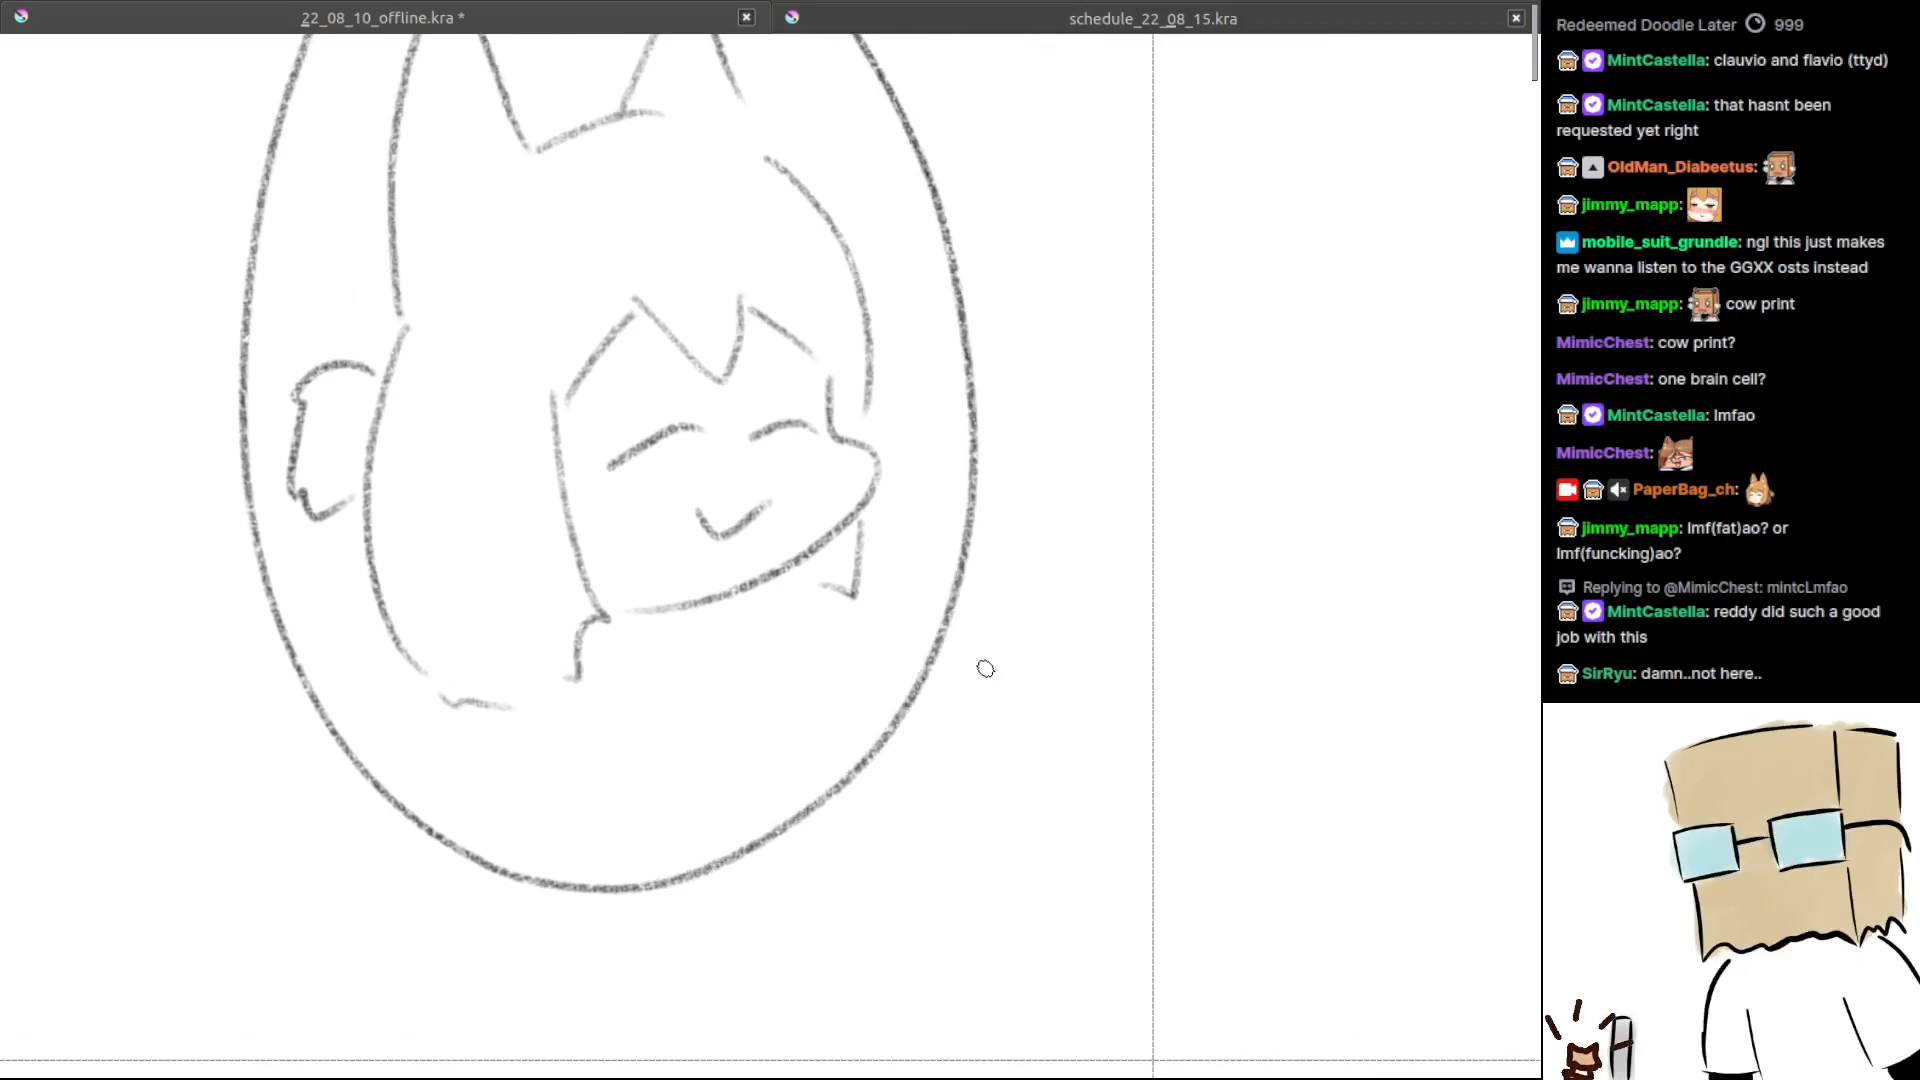 22_08_10_offline.kra *
schedule_22_08_15.kra
Redeemed Doodle Later 999
MintCastella: clauvio and flavio (ttyd)
MintCastella: that hasnt been
requested yet right
OldMan_Diabeetus:
jimmy_mapp:
mobile_suit_grundle: ngl this just makes
me wanna listen to the GGXX osts instead
jimmy_mapp: cow print
MimicChest: cow print?
MimicChest: one brain cell?
MintCastella: lmfao
MimicChest:
PaperBag_ch:
jimmy_mapp: lmf(fat)ao? or
lmf(funcking)ao?
Replying to @MimicChest: mintcLmfao
MintCastella: reddy did such a good
job with this
SirRyu: damn..not here..